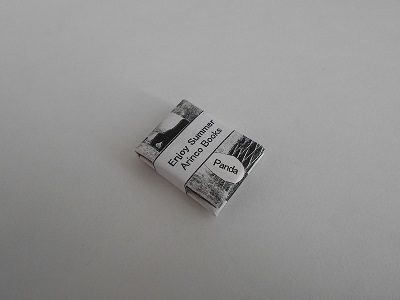 Enjoy Summer
Arinco Books
Panda